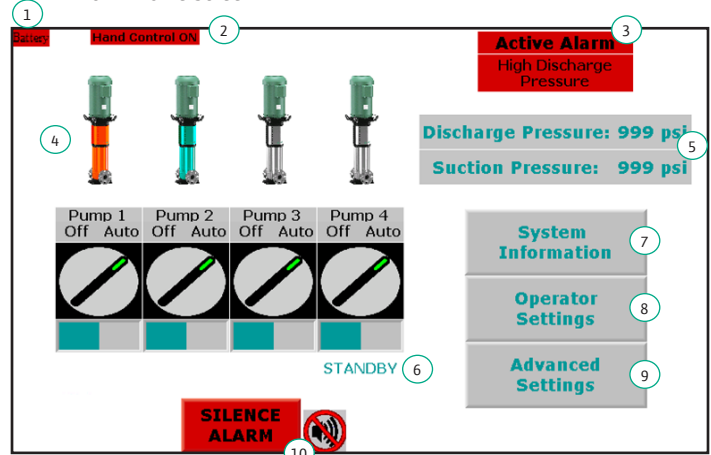 1
2
3
Battery
Hand Control ON
Active Alarm
High Discharge
Pressure
4
Discharge Pressure: 999 psi
5
Suction Pressure: 999 psi
Pump 1 Pump 2 Pump 3 Pump 4
Off Auto Off Auto Off Auto Off Auto
System
Information
7
Operator
Settings
8
STANDBY 6
Advanced
Settings
9
SILENCE
ALARM
10